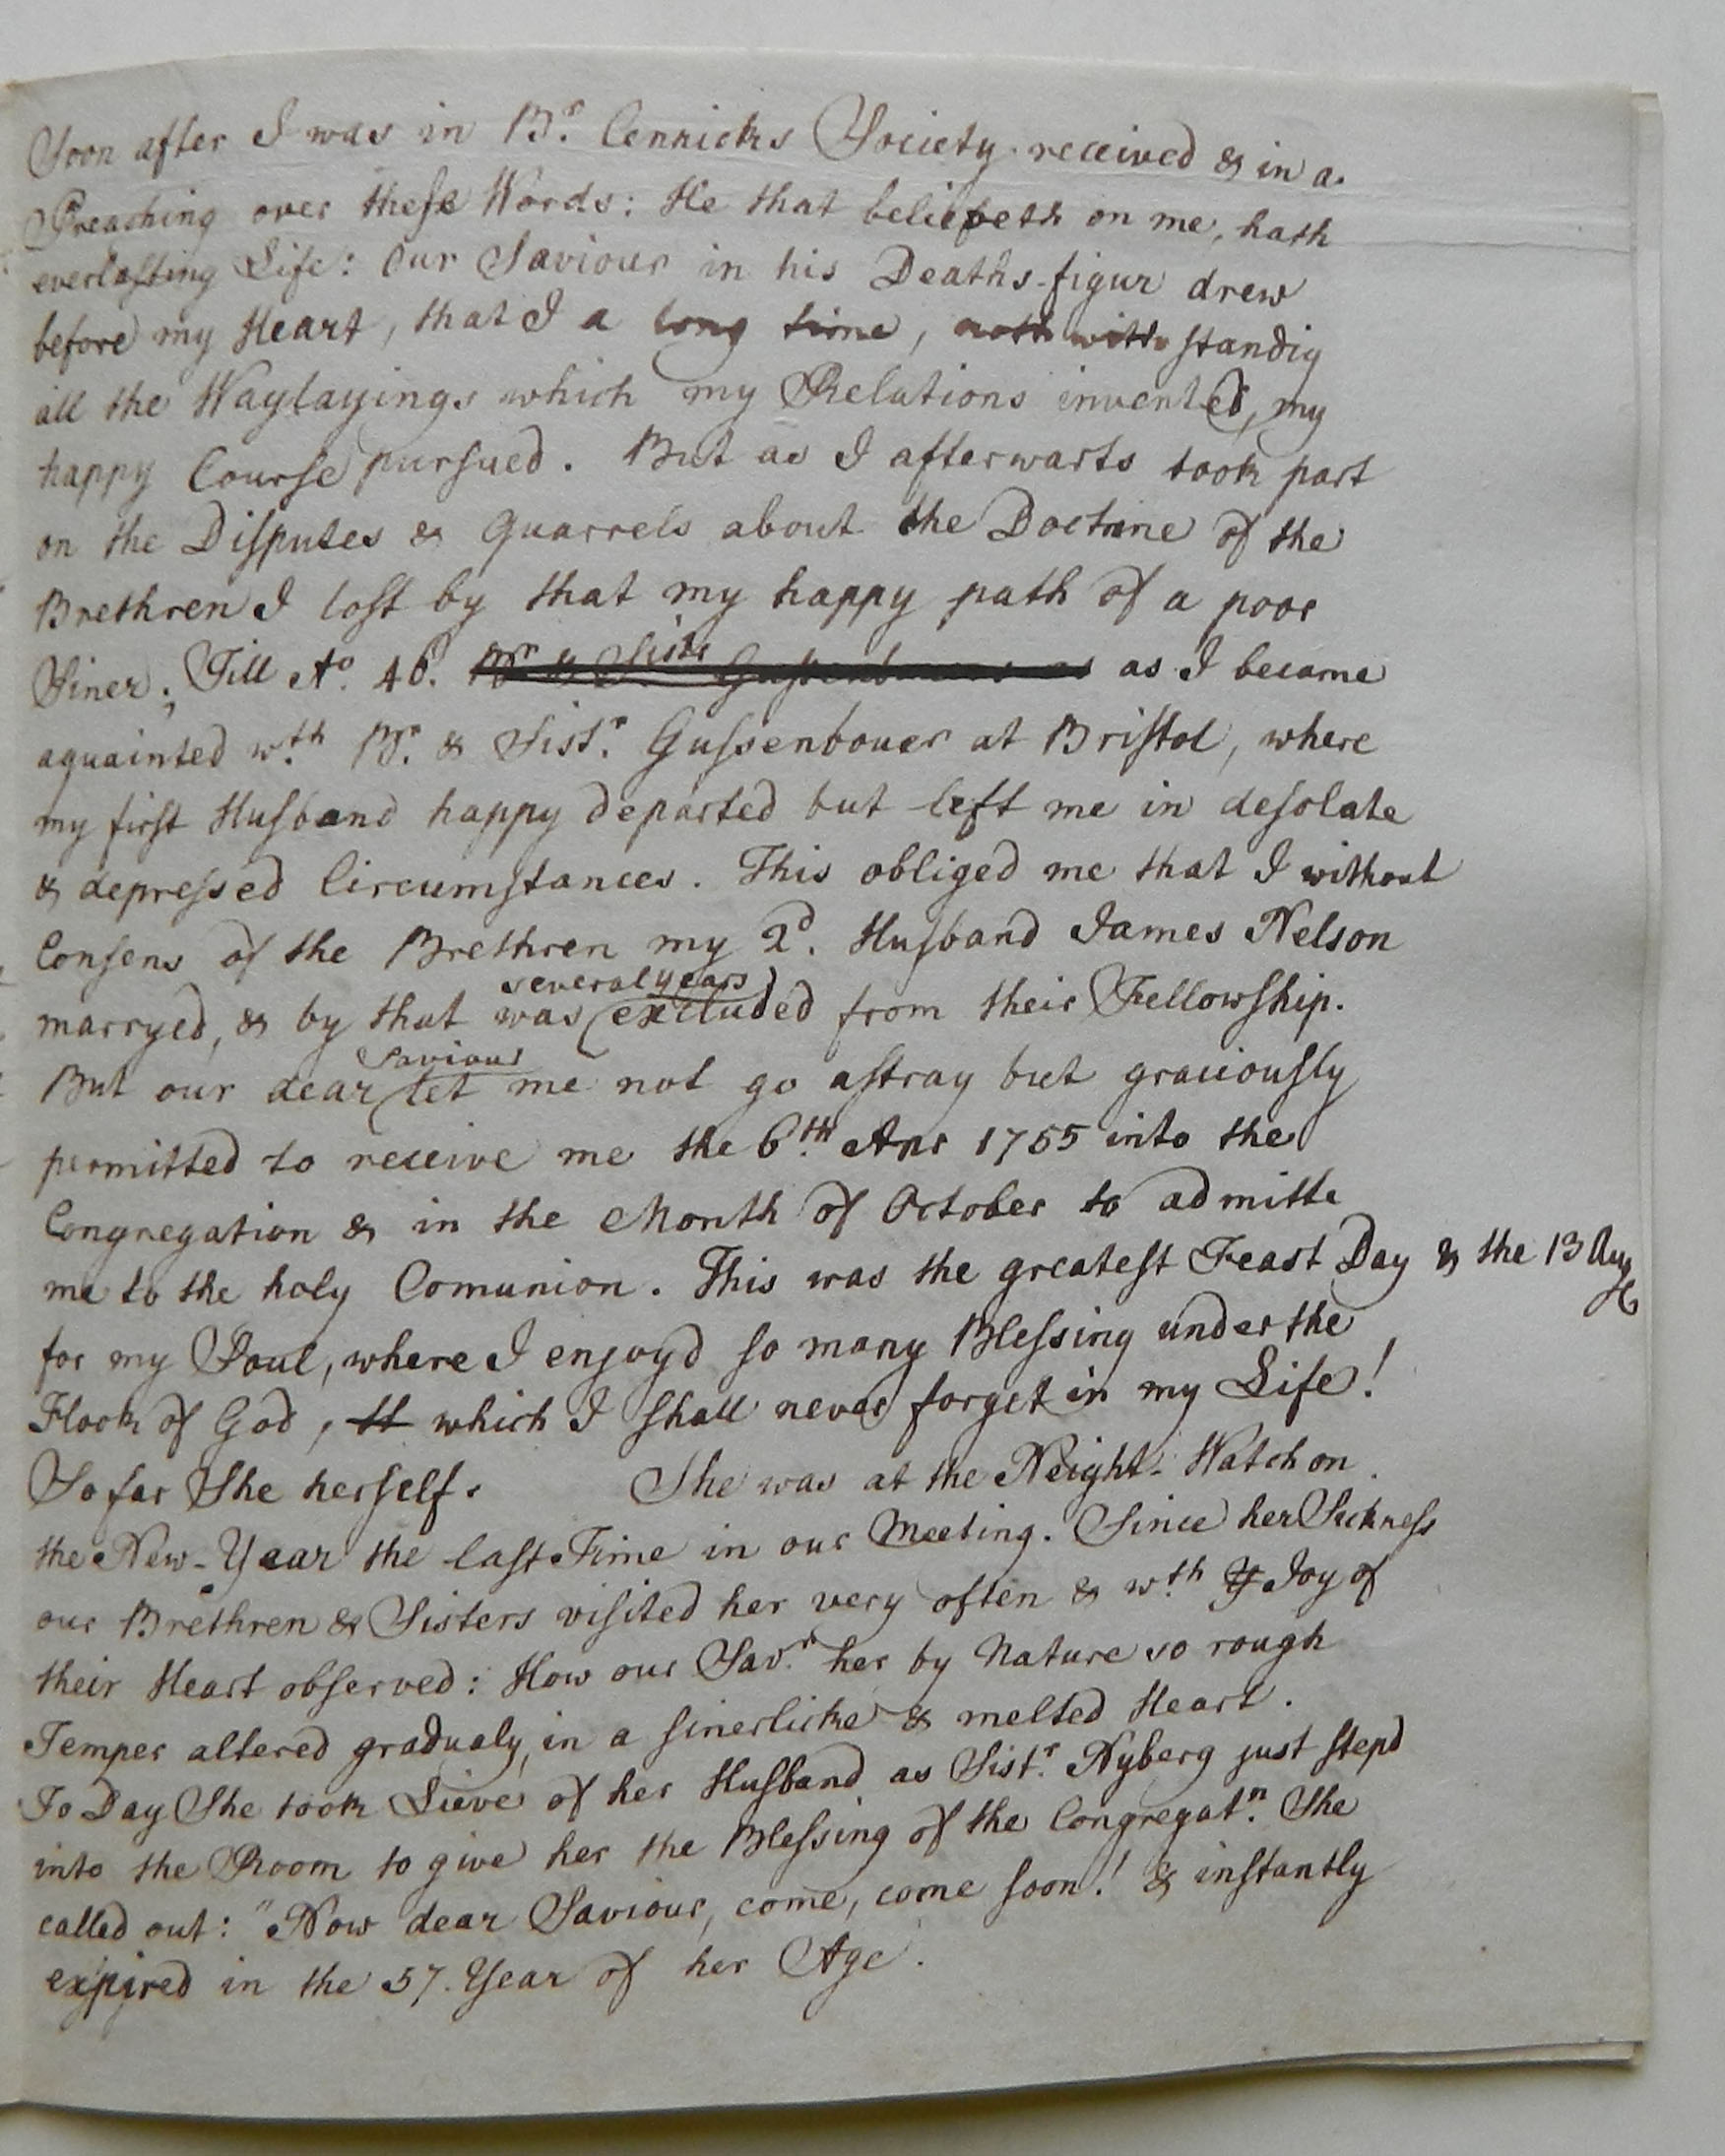 Soon after I was in Br. Cennicks Society received & in a
Preaching over these Words: He that believeth on me, hath
everlasting Life: Our Saviour in his Deaths-figur drew
before my Heart, that I a long time, notwithstandig
all the Waylayings which my Relations invented, my
happy Course pursued. But as I afterwarts took part
on the Disputes & Quarrels about the Doctrine of the
Brethren I lost by that my happy path of a poor
Siner; Till Ao. 46. Br & Sistr Gussenbauers as as I became
aquainted wth. Br. & Sistr. Gussenbouer at Bristol, where
my first Husband happy departed but left me in desolate
& depressed Circumstances. This obliged me that I without
Consens of the Brethren my 2d. Husband James Nelson
several years
marryed, & by that was excluded from their Fellowship.
Saviour
But our dear let me not go astray but graciously
permitted to receive me the 6th. Apr 1755 into the
Congregation & in the Month of October to admitte
me to the holy Comunion. This was the greatest Feast Day & the 13 Aug
for my Soul, where I enjoyd so many Blessing under the
Flock of God, It which I shall never forget in my Life!
So far She herself. She was at the Neight-Watch on
the New-Year the last Time in our Meeting. Since her Sickness
our Brethren & Sisters visited her very often & wth. Joy of
their Heart observed: How our Savr. her by Nature so rough
Temper altered gradualy in a sinerlicke & melted Heart.
To Day She took Lieve of her Husband as Sistr. Nyberg just stepd
into the Room to give her the Blessing of the Congregatn. She
called out: "Now dear Saviour, come, come soon! & instantly
expired in the 57. Year of her Age.